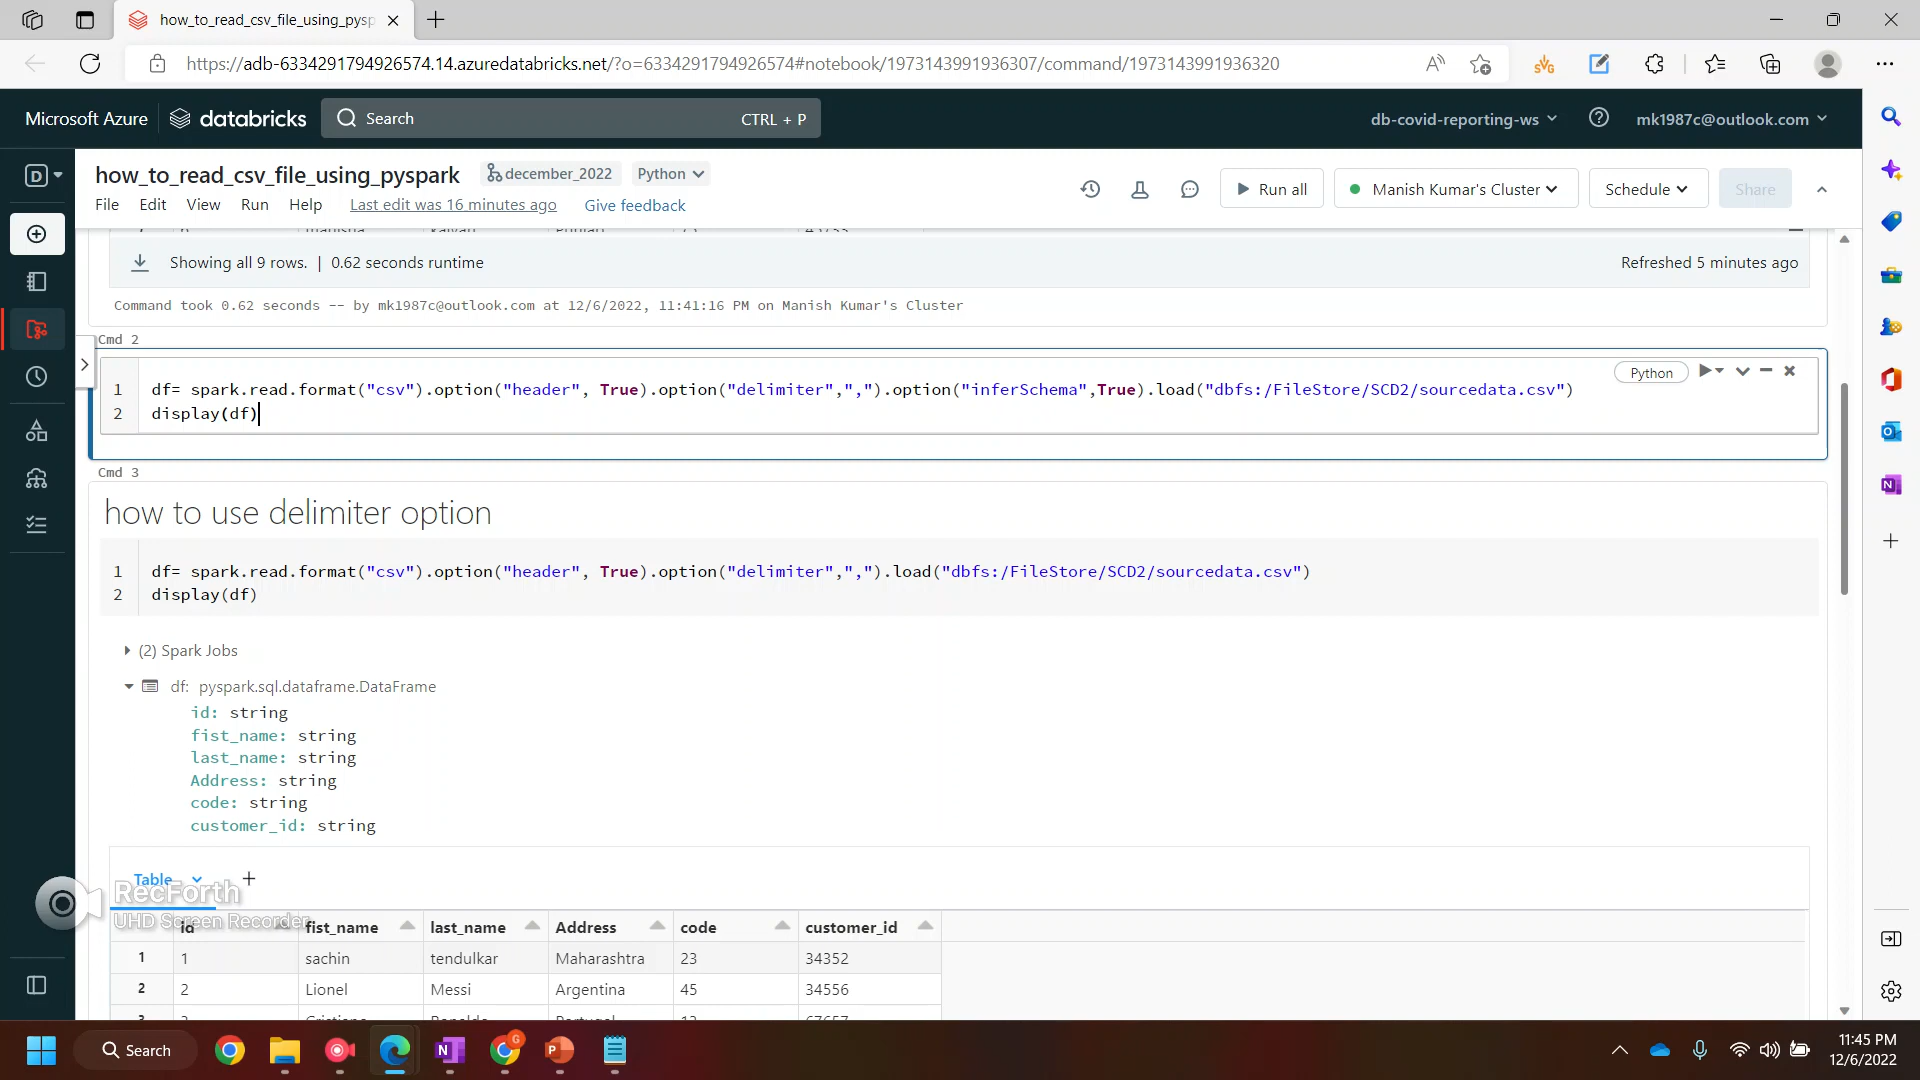 how_to_read_csv_file_using_pysp
https://adb-6334291794926574.14.azuredatabricks.net/?o=6334291794926574#notebook/1973143991936307/command/1973143991936320
Microsoft Azure databricks Search CTRL + P db-covid-reporting-ws mk1987c@outlook.com
how_to_read_csv_file_using_pyspark december_2022 Python
Run all Manish Kumar's Cluster Schedule Share
File Edit View Run Help Last edit was 16 minutes ago Give feedback
Showing all 9 rows. | 0.62 seconds runtime Refreshed 5 minutes ago
Command took 0.62 seconds -- by mk1987c@outlook.com at 12/6/2022, 11:41:16 PM on Manish Kumar's Cluster
Cmd 2
Python
1 df= spark.read.format("csv").option("header", True).option("delimiter",",").option("inferSchema",True).load("dbfs:/FileStore/SCD2/sourcedata.csv")
2 display(df)
Cmd 3
how to use delimiter option
1 df= spark.read.format("csv").option("header", True).option("delimiter",",").load("dbfs:/FileStore/SCD2/sourcedata.csv")
2 display(df)
(2) Spark Jobs
df: pyspark.sql.dataframe.DataFrame
id: string
fist_name: string
last_name: string
Address: string
code: string
customer_id: string
Table +
RecForth
UHD Screen Recorder
id fist_name last_name Address code customer_id
1 1 sachin tendulkar Maharashtra 23 34352
2 2 Lionel Messi Argentina 45 34556
Search
11:45 PM
12/6/2022